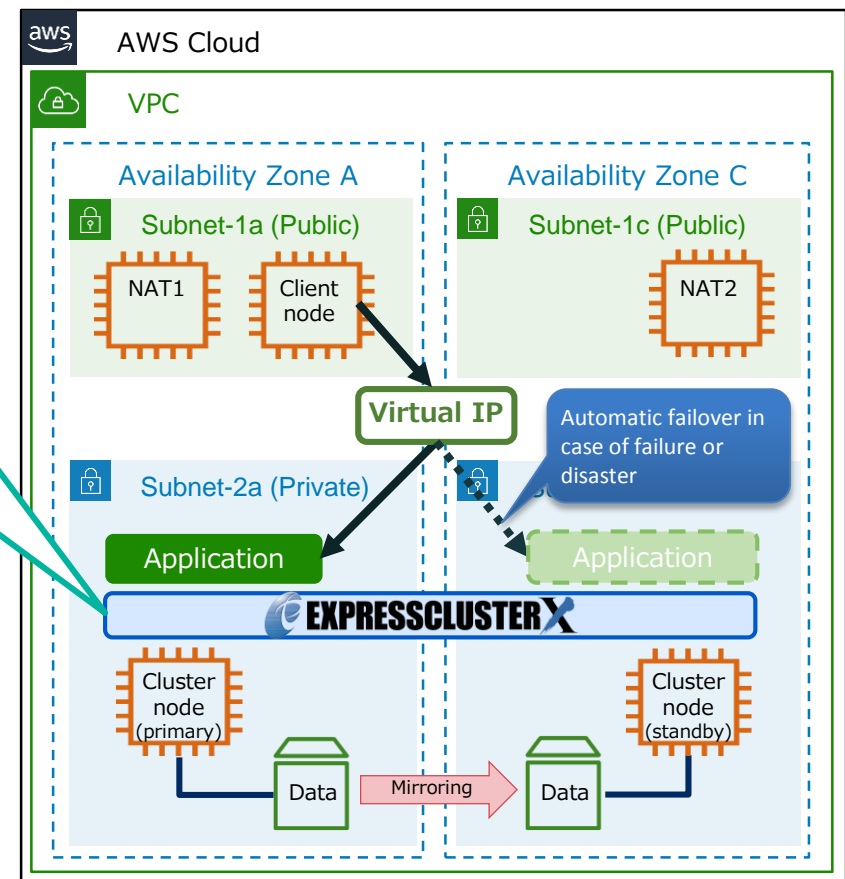 aws
AWS Cloud
VPC
Availability Zone A
Availability Zone C
Subnet-1a (Public)
Subnet-1c (Public)
NAT1
Client
node
NAT2
Virtual IP
Automatic failover in
case of failure or
disaster
Subnet-2a (Private)
Application
Application
EXPRESSCLUSTER X
Cluster
node
(primary)
Cluster
node
(standby)
Data
Mirroring
Data